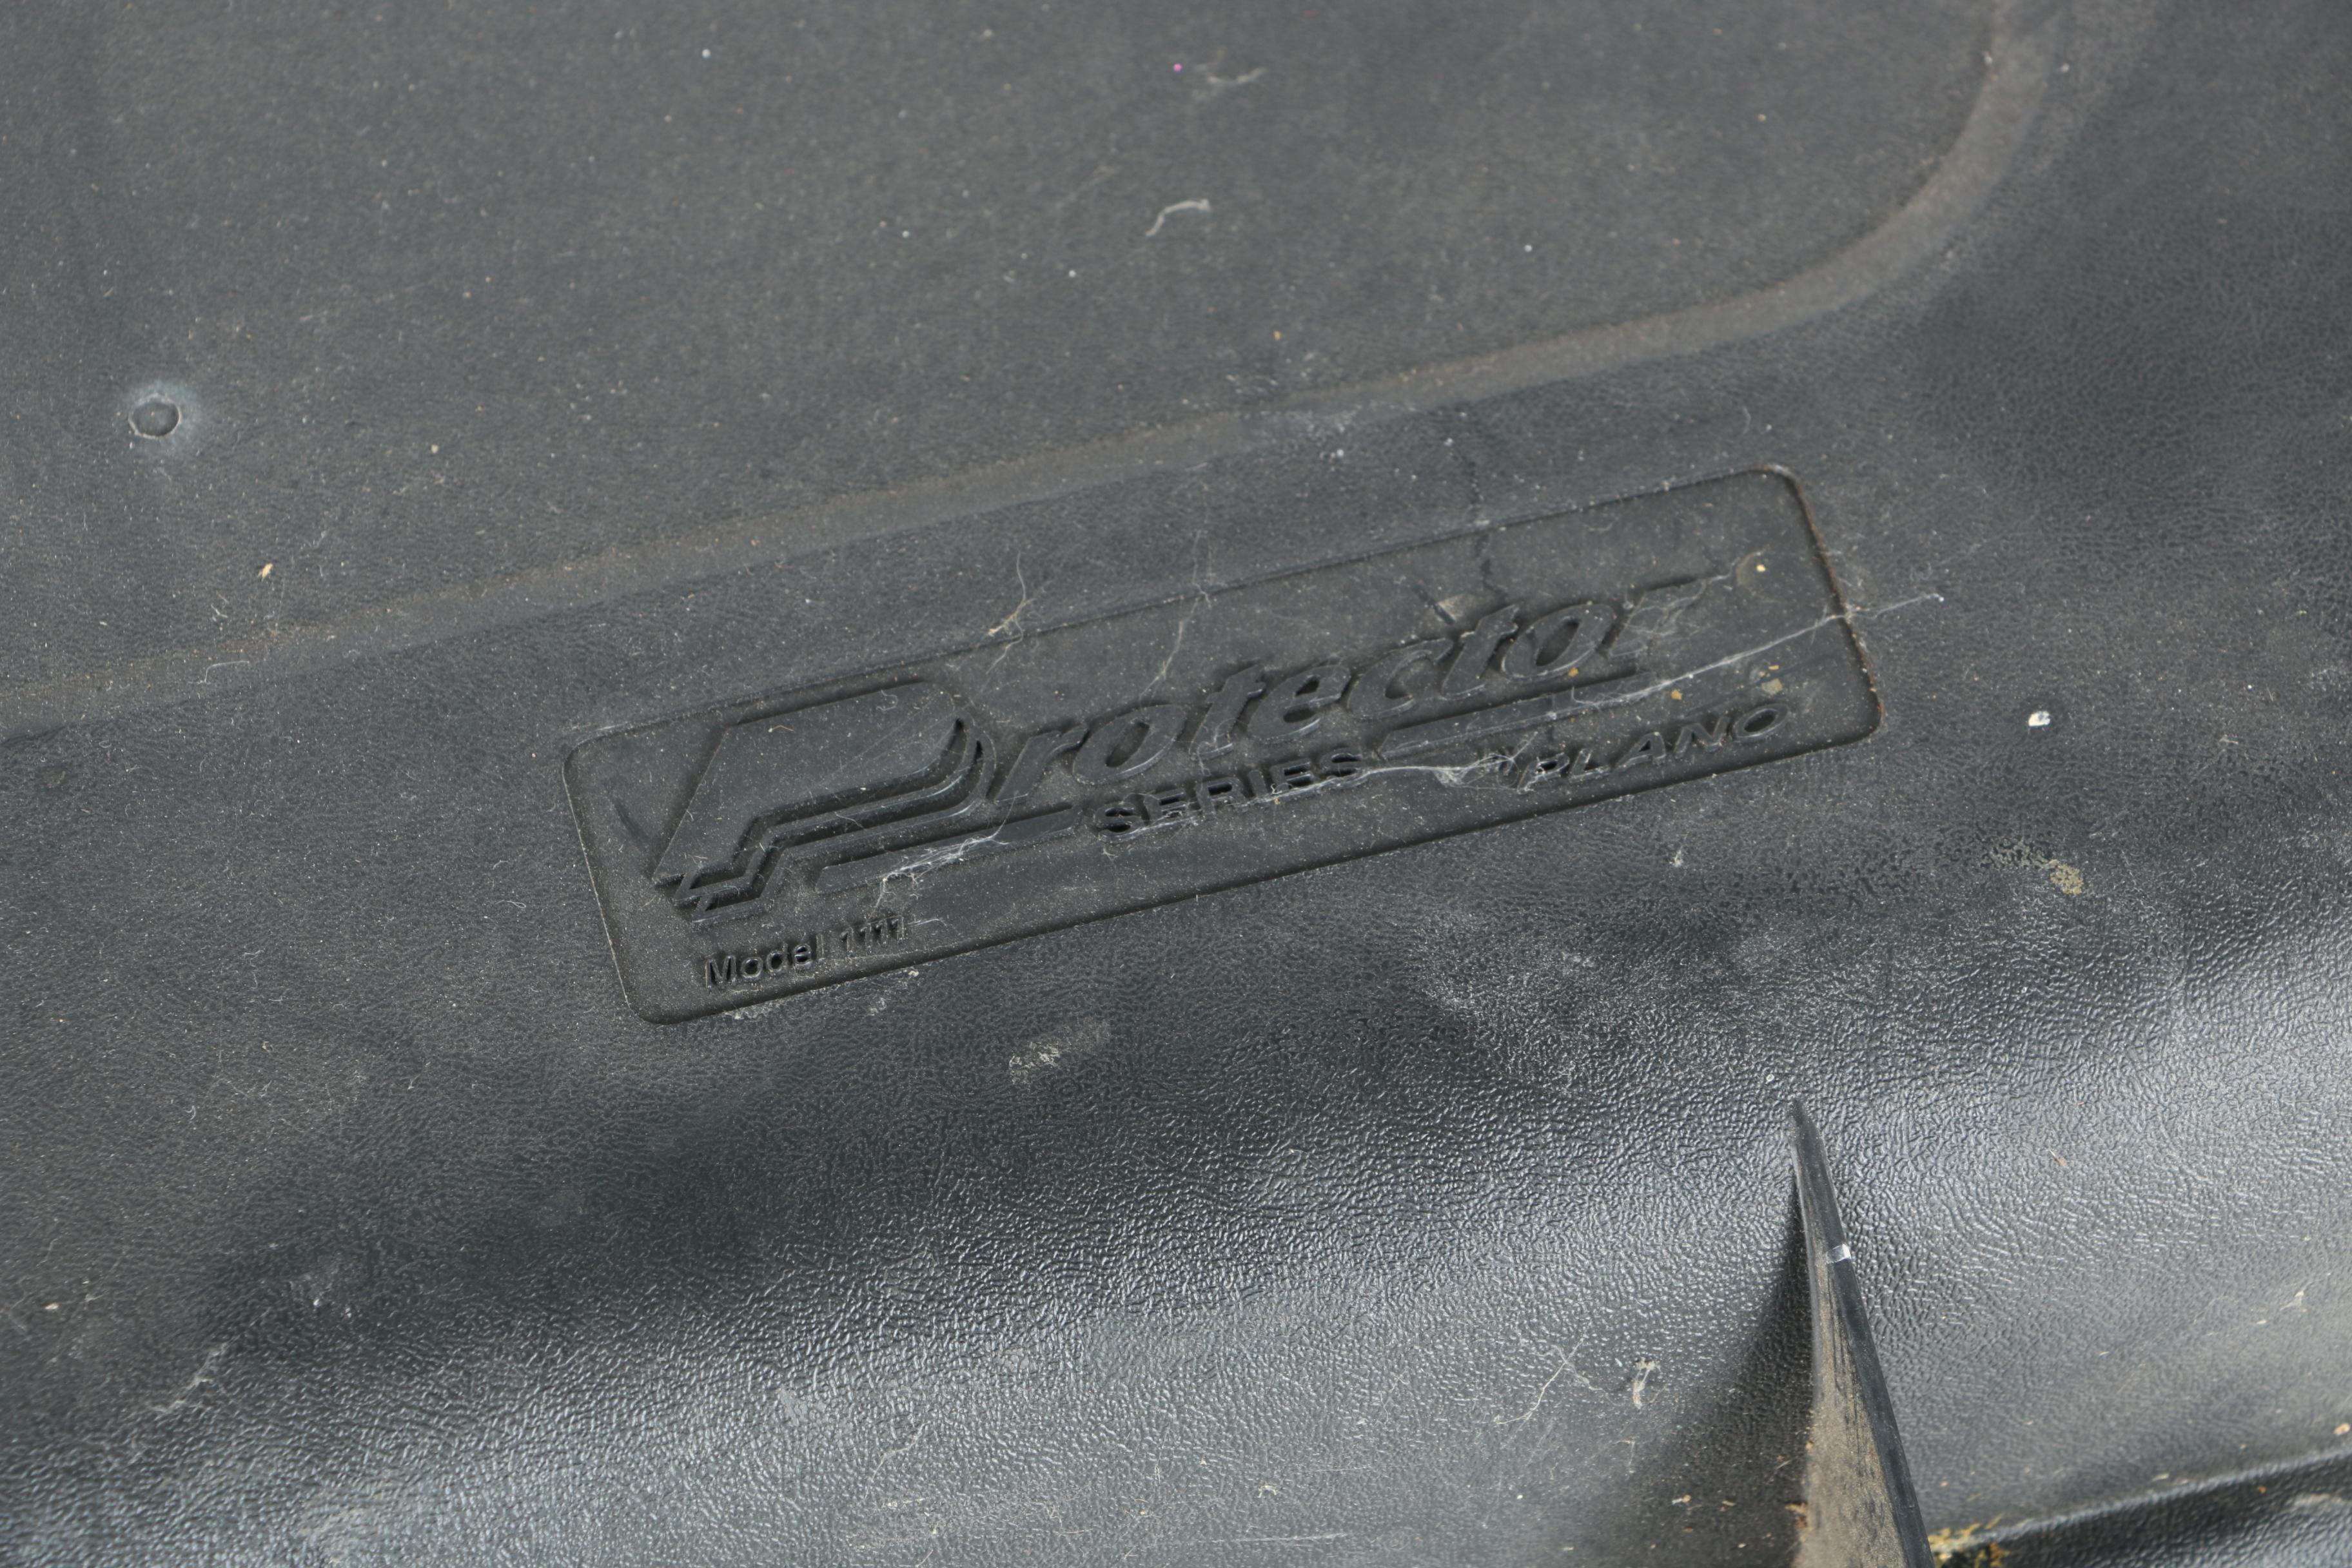 Protector
SERIES PLANO
Model 1111